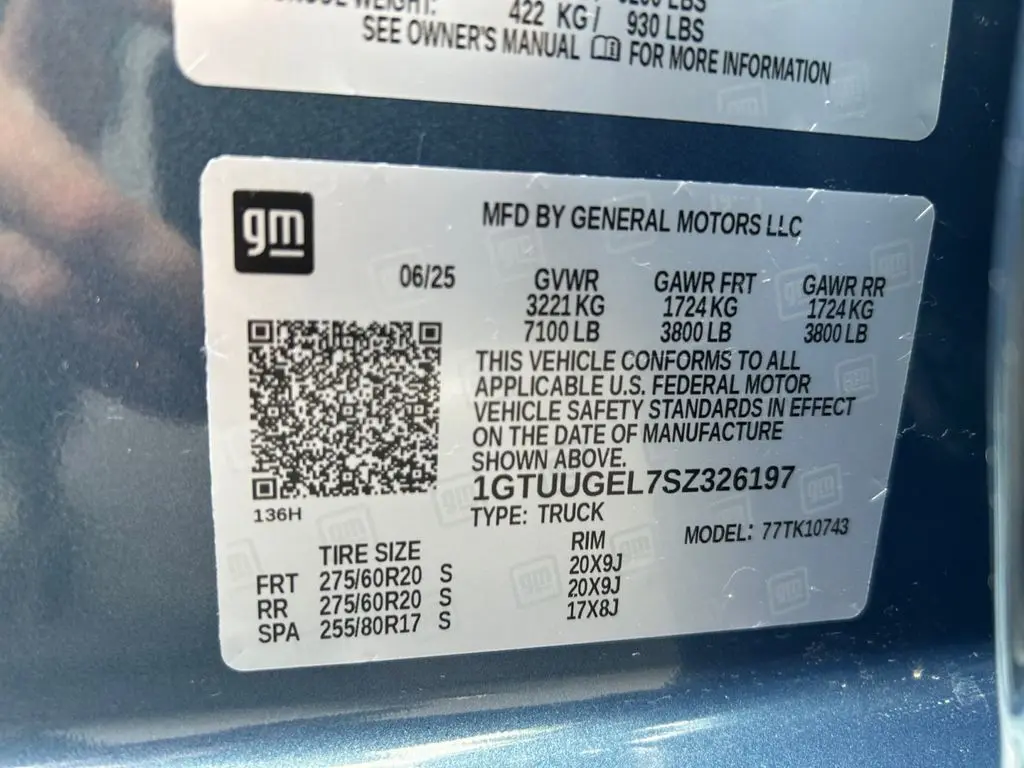 422 KG / 930 LBS
SEE OWNER'S MANUAL FOR MORE INFORMATION
gm
MFD BY GENERAL MOTORS LLC
06/25 GVWR GAWR FRT GAWR RR
3221 KG 1724 KG 1724 KG
7100 LB 3800 LB 3800 LB
THIS VEHICLE CONFORMS TO ALL
APPLICABLE U.S. FEDERAL MOTOR
VEHICLE SAFETY STANDARDS IN EFFECT
ON THE DATE OF MANUFACTURE
SHOWN ABOVE.
1GTUUGEL7SZ326197
136H
TYPE: TRUCK MODEL: 77TK10743
TIRE SIZE RIM
FRT 275/60R20 S 20X9J
RR 275/60R20 S 20X9J
SPA 255/80R17 S 17X8J